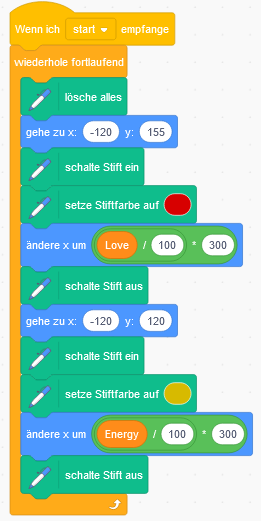 Wenn ich start empfange
wiederhole fortlaufend
lösche alles
gehe zu x: -120 y: 155
schalte Stift ein
setze Stiftfarbe auf
ändere x um Love / 100 * 300
schalte Stift aus
gehe zu x: -120 y: 120
schalte Stift ein
setze Stiftfarbe auf
ändere x um Energy / 100 * 300
schalte Stift aus